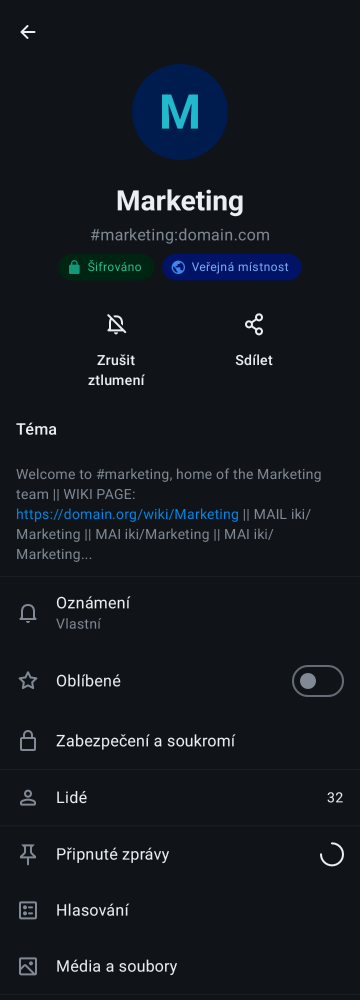 M
Marketing
#marketing:domain.com
Šifrováno
Veřejná místnost
Zrušit
ztlumení
Sdílet
Téma
Welcome to #marketing, home of the Marketing
team || WIKI PAGE:
https://domain.org/wiki/Marketing || MAIL iki/
Marketing || MAI iki/Marketing || MAI iki/
Marketing...
Oznámení
Vlastní
Oblíbené
Zabezpečení a soukromí
Lidé 32
Připnuté zprávy
Hlasování
Média a soubory